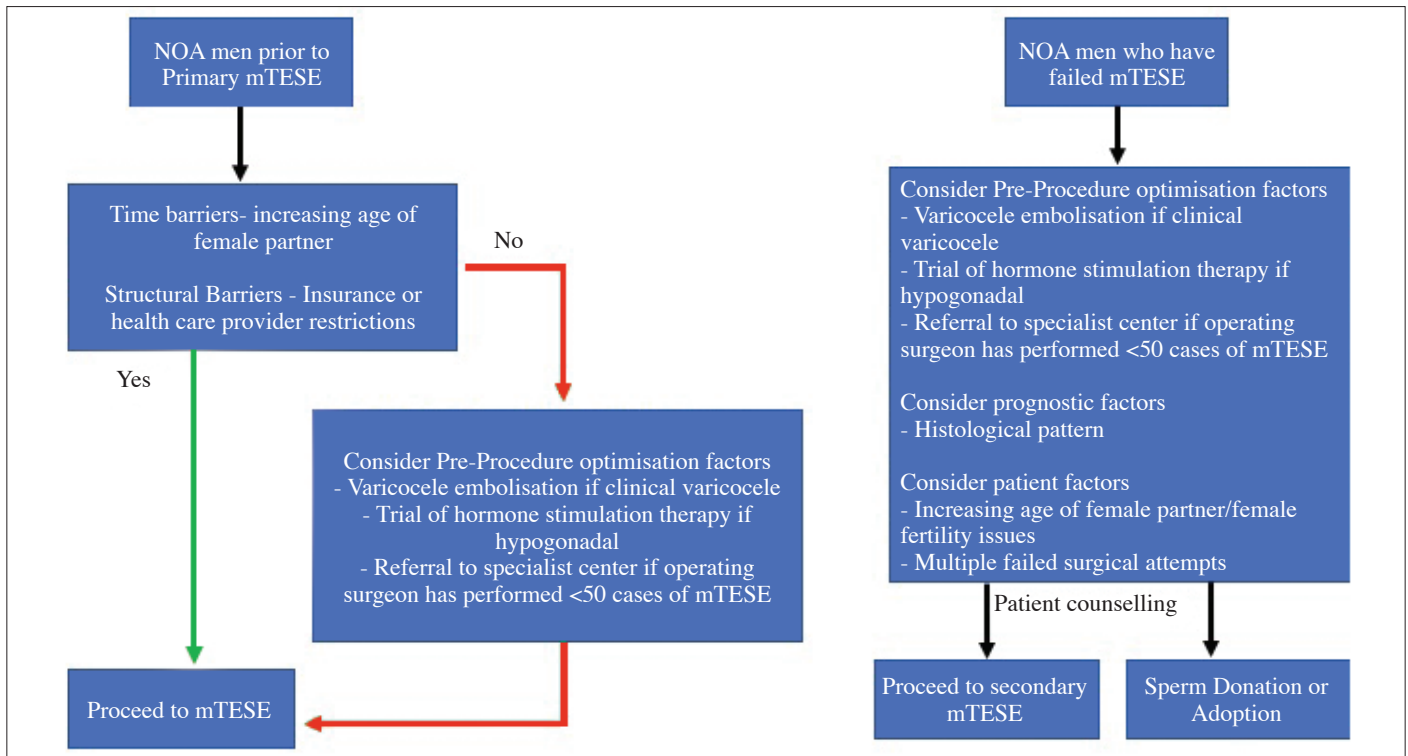 NOA men prior to
Primary mTESE
Time barriers- increasing age of
female partner
Structural Barriers - Insurance or
health care provider restrictions
No
Yes
Consider Pre-Procedure optimisation factors
- Varicocele embolisation if clinical varicocele
- Trial of hormone stimulation therapy if
hypogonadal
- Referral to specialist center if operating
surgeon has performed <50 cases of mTESE
Proceed to mTESE
NOA men who have
failed mTESE
Consider Pre-Procedure optimisation factors
- Varicocele embolisation if clinical
varicocele
- Trial of hormone stimulation therapy if
hypogonadal
- Referral to specialist center if operating
surgeon has performed <50 cases of mTESE
Consider prognostic factors
- Histological pattern
Consider patient factors
- Increasing age of female partner/female
fertility issues
- Multiple failed surgical attempts
Patient counselling
Proceed to secondary
mTESE
Sperm Donation or
Adoption